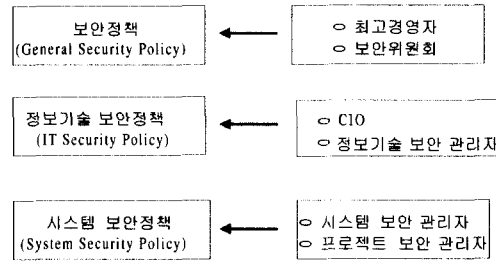 보안정책
(General Security Policy)
○ 최고경영자
○ 보안위원회
정보기술 보안정책
(IT Security Policy)
○ CIO
○ 정보기술 보안 관리자
시스템 보안정책
(System Security Policy)
○ 시스템 보안 관리자
○ 프로젝트 보안 관리자